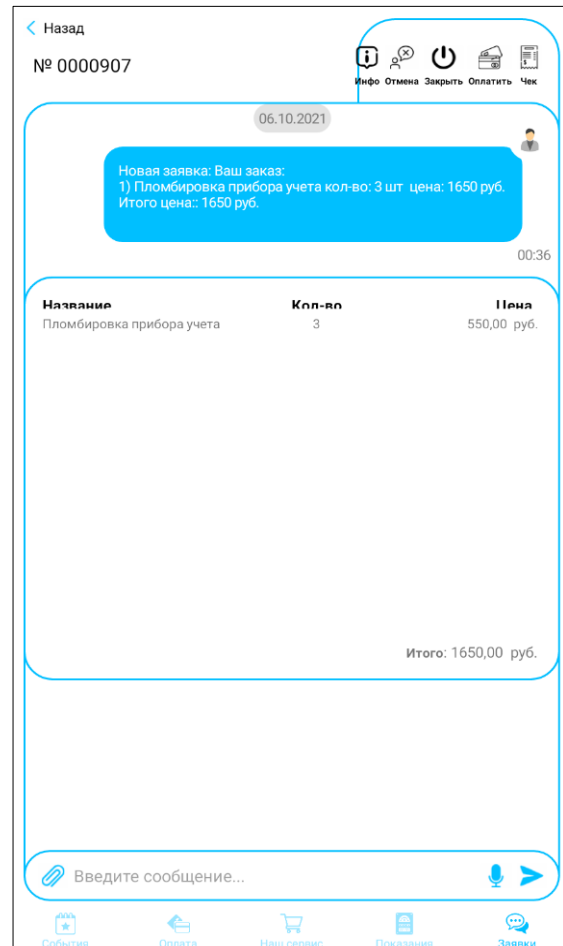 Назад
№ 0000907
Инфо Отмена Закрыть Оплатить Чек
06.10.2021
Новая заявка: Ваш заказ:
1) Пломбировка прибора учета кол-во: 3 шт цена: 1650 руб.
Итого цена:: 1650 руб.
00:36
Название Кол-во Цена
Пломбировка прибора учета 3 550,00 руб.
Итого: 1650,00 руб.
Введите сообщение...
События Оплата Наш сервис Показания Заявки